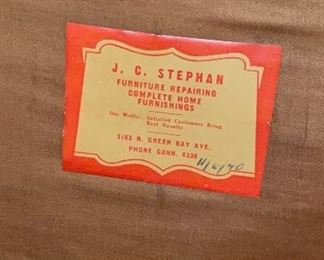 J. C. STEPHAN
FURNITURE REPAIRING
COMPLETE HOME
FURNISHINGS
Our Motto: Satisfied Customers Bring
Best Results
3163 N. GREEN BAY AVE.
PHONE CONN. 6338
11/6/40